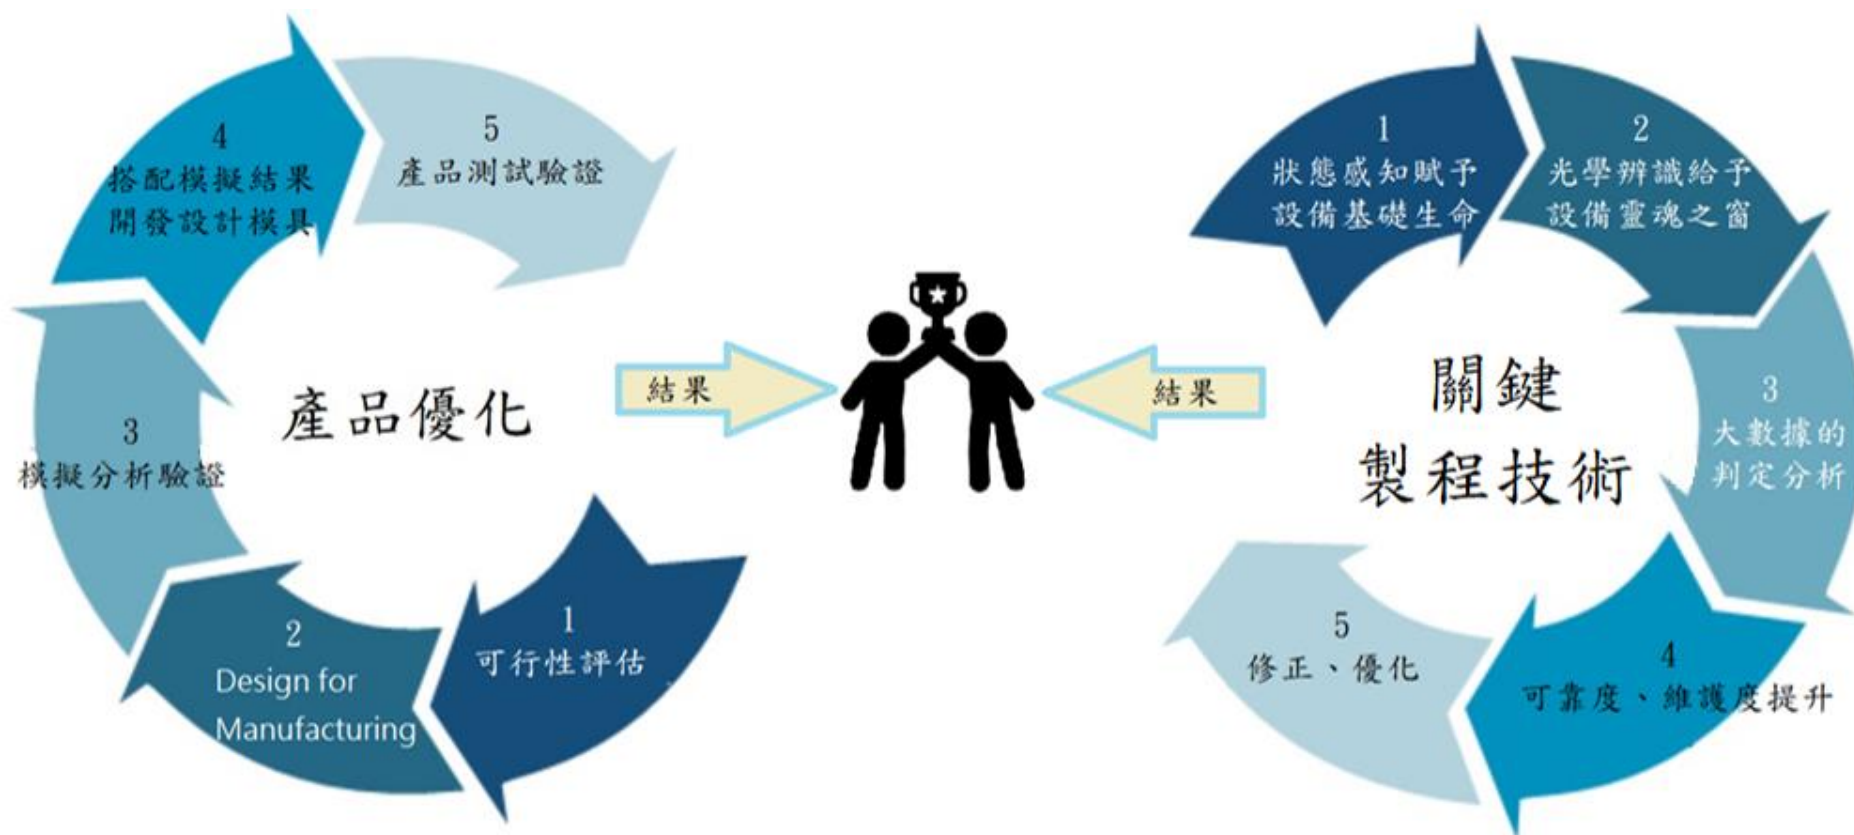 1
可行性評估
2
Design for
Manufacturing
3
模擬分析驗證
4
搭配模擬結果
開發設計模具
5
產品測試驗證
產品優化
結果
結果
關鍵
製程技術
1
狀態感知賦予
設備基礎生命
2
光學辨識給予
設備靈魂之窗
3
大數據的
判定分析
4
可靠度、維護度提升
5
修正、優化